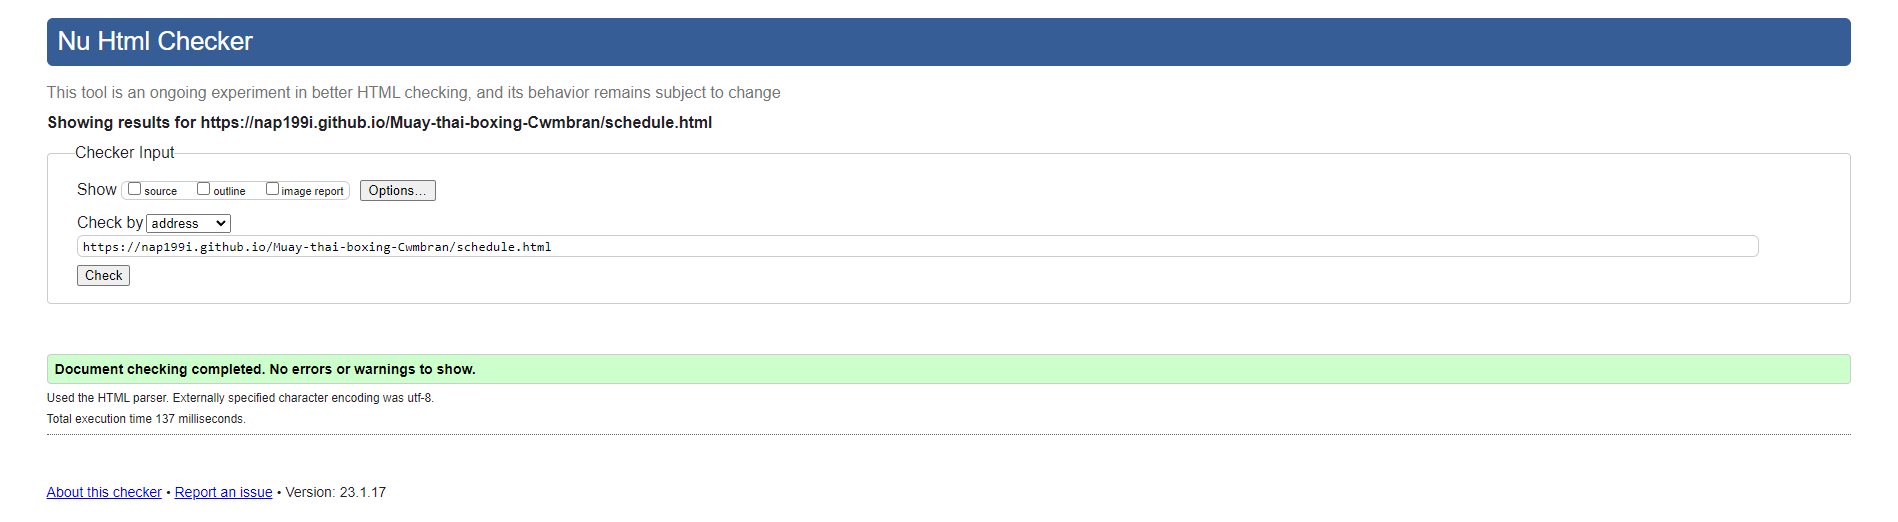 Nu Html Checker
This tool is an ongoing experiment in better HTML checking, and its behavior remains subject to change
Showing results for https://nap199i.github.io/Muay-thai-boxing-Cwmbran/schedule.html
Checker Input
Show source outline image report Options...
Check by address
https://nap199i.github.io/Muay-thai-boxing-Cwmbran/schedule.html
Check
Document checking completed. No errors or warnings to show.
Used the HTML parser. Externally specified character encoding was utf-8.
Total execution time 137 milliseconds.
About this checker • Report an issue • Version: 23.1.17